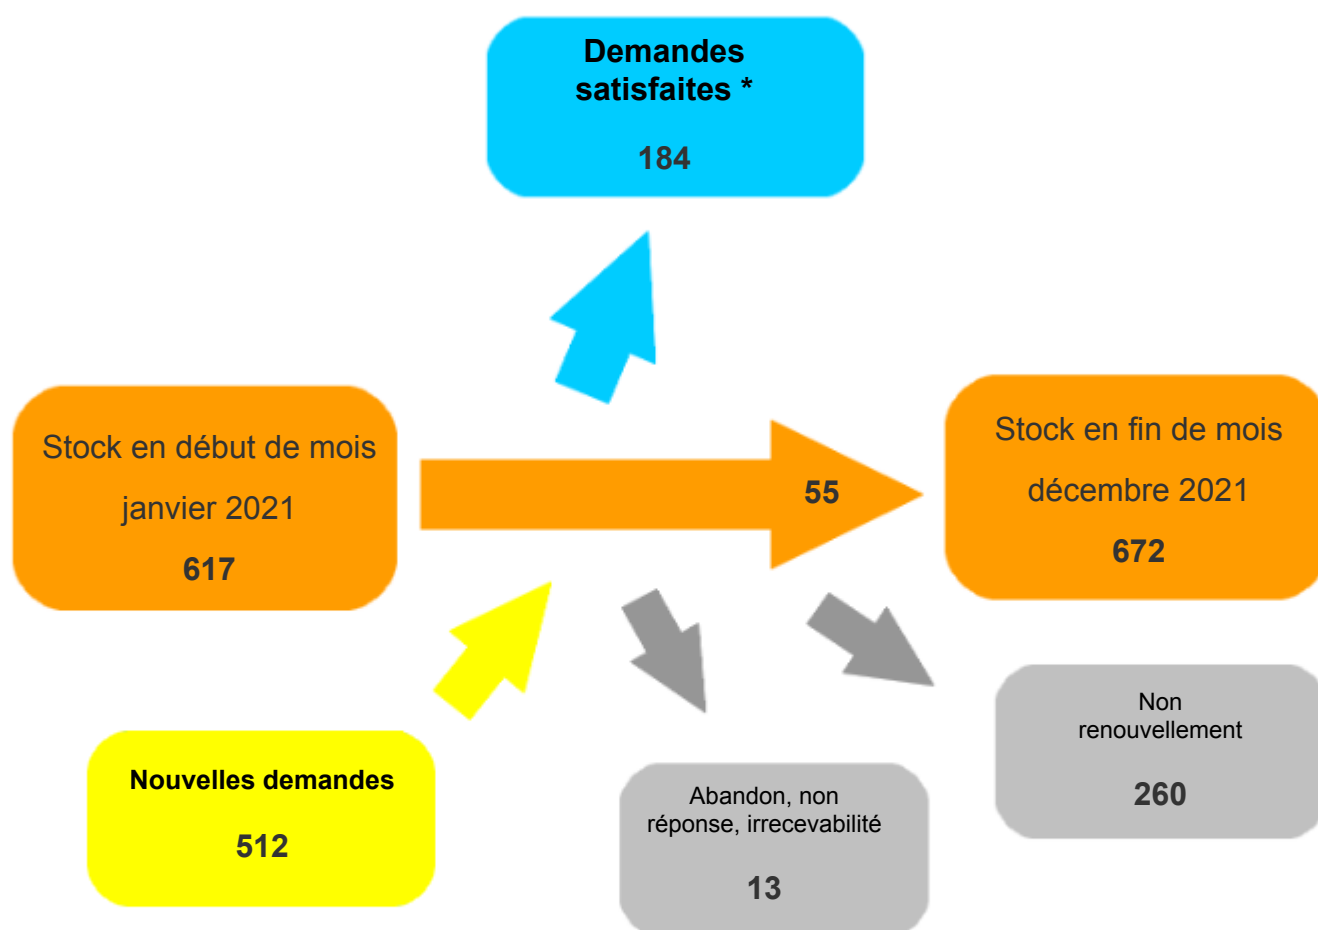 Demandes
satisfaites *
184
Stock en début de mois
janvier 2021
617
55
Stock en fin de mois
décembre 2021
672
Nouvelles demandes
512
Abandon, non
réponse, irrecevabilité
13
Non
renouvellement
260